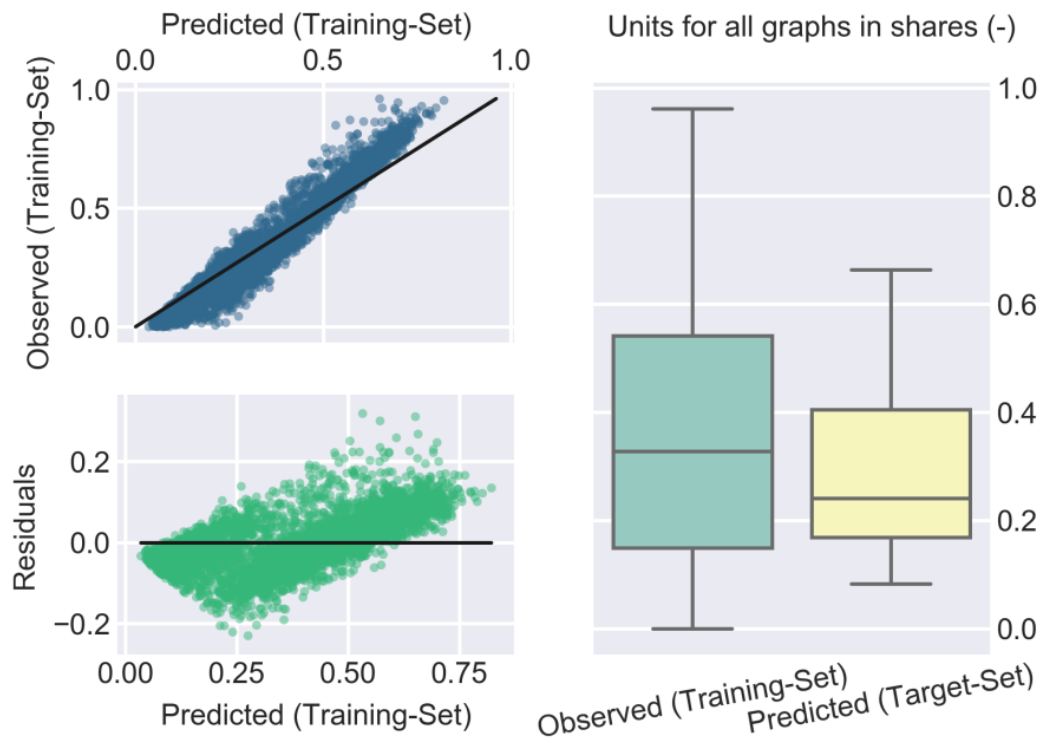 Predicted (Training-Set)
0.0 0.5 1.0
Observed (Training-Set)
1.0
0.5
0.0
Residuals
0.2
0.0
−0.2
0.00 0.25 0.50 0.75
Predicted (Training-Set)
Units for all graphs in shares (-)
1.0
0.8
0.6
0.4
0.2
0.0
Observed (Training-Set)
Predicted (Target-Set)